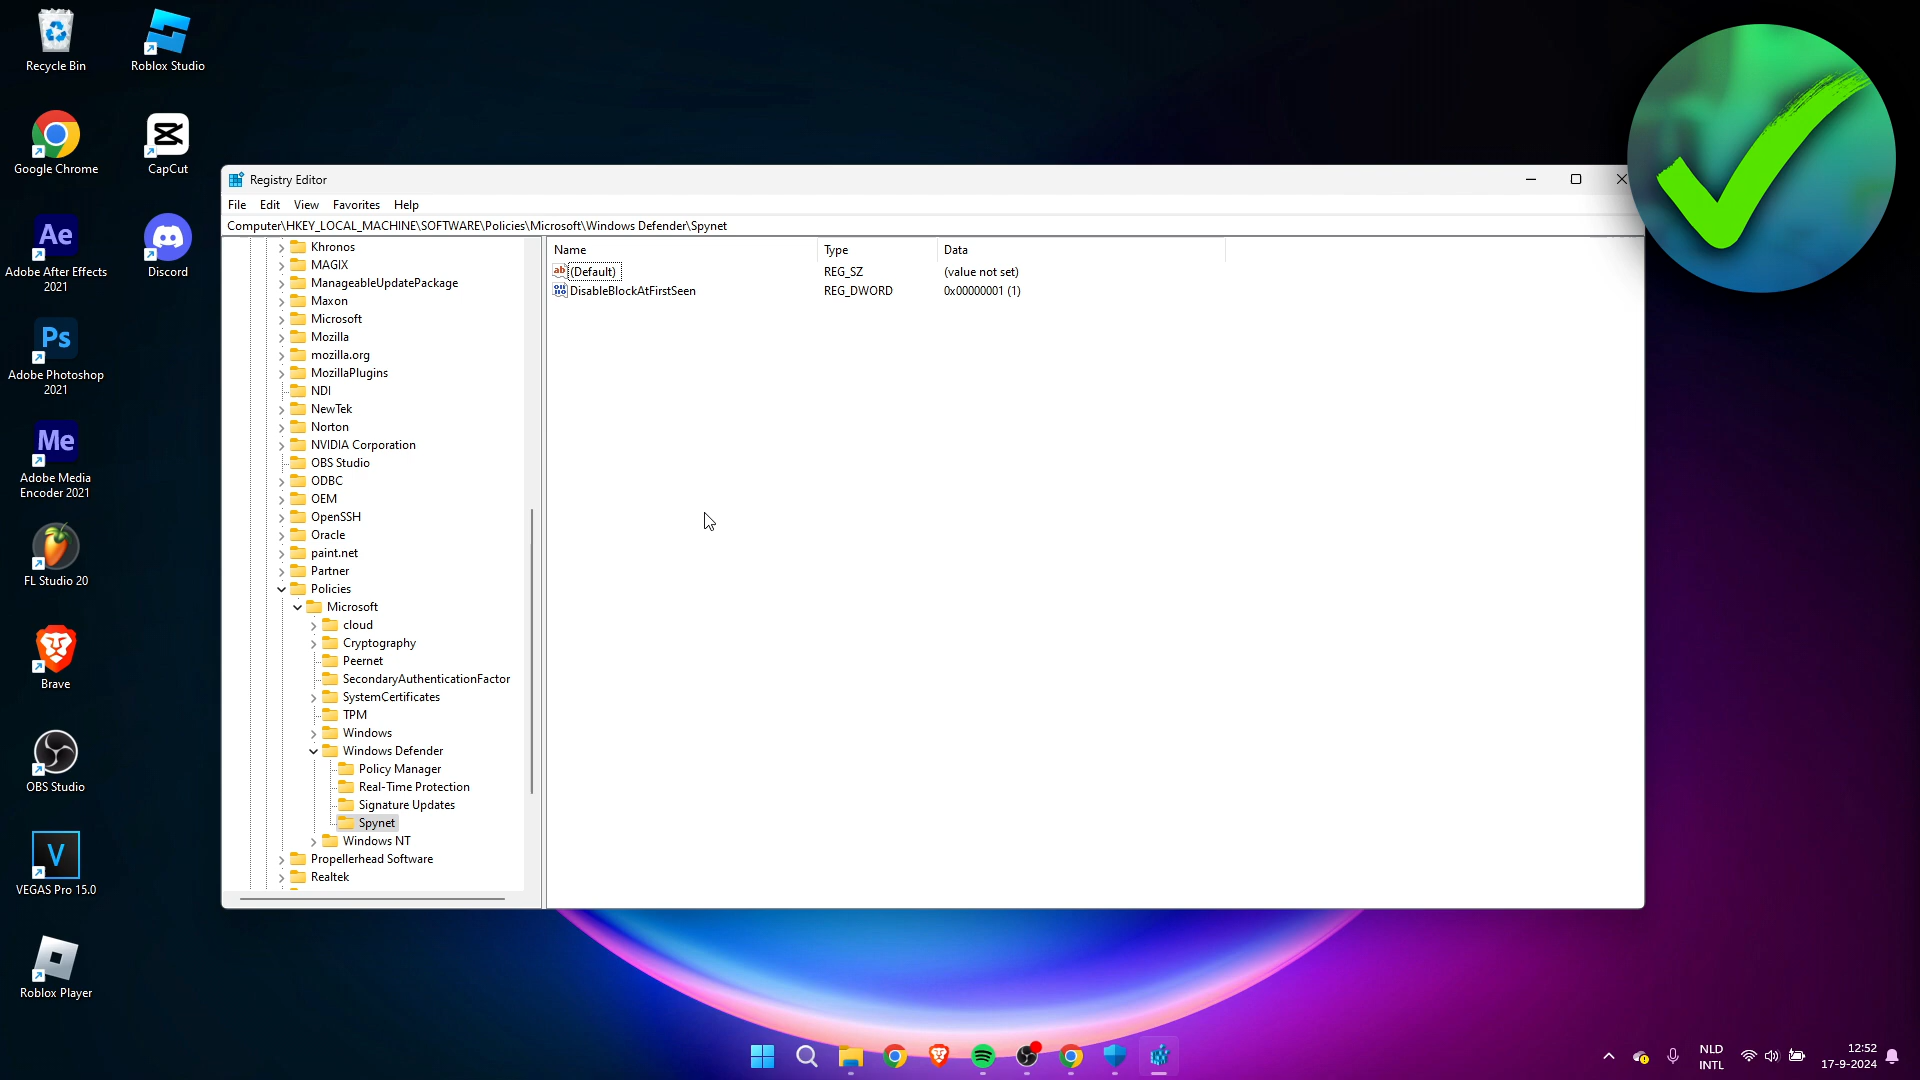 Recycle Bin
Roblox Studio
Google Chrome
CapCut
Ae
Adobe After Effects
2021
Discord
Ps
Adobe Photoshop
2021
Me
Adobe Media
Encoder 2021
FL Studio 20
Brave
OBS Studio
V
VEGAS Pro 15.0
Roblox Player
Registry Editor
File Edit View Favorites Help
Computer\HKEY_LOCAL_MACHINE\SOFTWARE\Policies\Microsoft\Windows Defender\Spynet
Khronos
MAGIX
ManageableUpdatePackage
Maxon
Microsoft
Mozilla
mozilla.org
MozillaPlugins
NDI
NewTek
Norton
NVIDIA Corporation
OBS Studio
ODBC
OEM
OpenSSH
Oracle
paint.net
Partner
Policies
Microsoft
cloud
Cryptography
Peernet
SecondaryAuthenticationFactor
SystemCertificates
TPM
Windows
Windows Defender
Policy Manager
Real-Time Protection
Signature Updates
Spynet
Windows NT
Propellerhead Software
Realtek
Name Type Data
ab (Default) REG_SZ (value not set)
DisableBlockAtFirstSeen REG_DWORD 0x00000001 (1)
NLD
INTL
12:52
17-9-2024